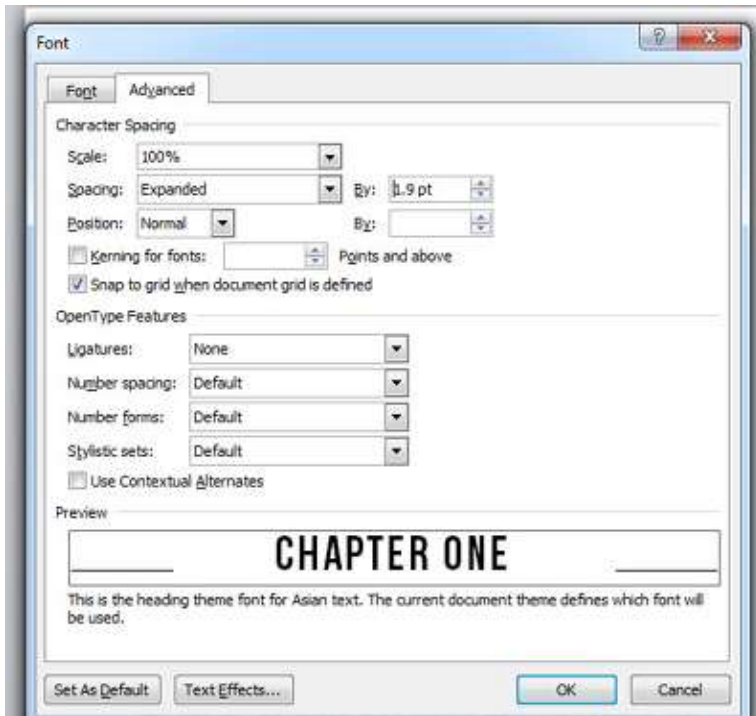 Font
Font Advanced
Character Spacing
Scale: 100%
Spacing: Expanded By: 1.9 pt
Position: Normal By:
Kerning for fonts: Points and above
Snap to grid when document grid is defined
OpenType Features
Ligatures: None
Number spacing: Default
Number forms: Default
Stylistic sets: Default
Use Contextual Alternates
Preview
CHAPTER ONE
This is the heading theme font for Asian text. The current document theme defines which font will
be used.
Set As Default Text Effects... OK Cancel